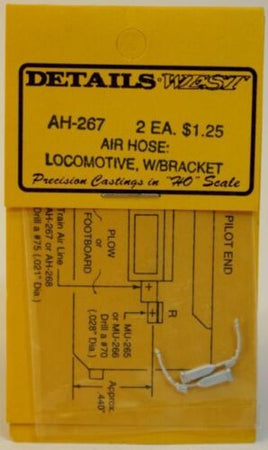 DETAILS WEST
AH-267 2 EA. $1.25
AIR HOSE:
LOCOMOTIVE, W/BRACKET
Precision Castings in "HO" Scale
Train Air Line
AH-267 or AH-268
Drill a #75 (.021" Dia.)
PLOW
or
FOOTBOARD
PILOT END
R
MU-265
or MU-266
Drill a #70
(.028" Dia.)
Approx.
.440"